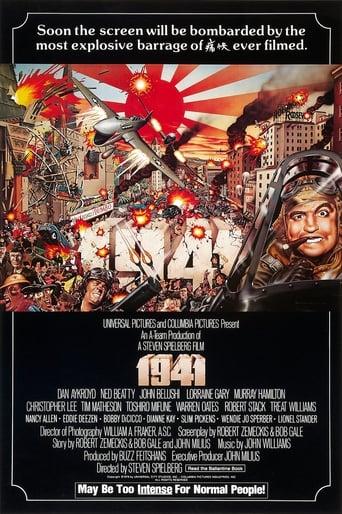 Soon the screen will be bombarded by the
most explosive barrage of 痛快 ever filmed.
1941
UNIVERSAL PICTURES and COLUMBIA PICTURES Present
An A-Team Production of
A STEVEN SPIELBERG FILM
1941
DAN AYKROYD · NED BEATTY · JOHN BELUSHI · LORRAINE GARY · MURRAY HAMILTON
CHRISTOPHER LEE · TIM MATHESON · TOSHIRO MIFUNE · WARREN OATES · ROBERT STACK · TREAT WILLIAMS
NANCY ALLEN · EDDIE DEEZEN · BOBBY DiCICCO · DIANNE KAY · SLIM PICKENS · WENDIE JO SPERBER · LIONEL STANDER
Director of Photography WILLIAM A. FRAKER, A.S.C. Screenplay by ROBERT ZEMECKIS & BOB GALE
Story by ROBERT ZEMECKIS & BOB GALE and JOHN MILIUS Music by JOHN WILLIAMS
Produced by BUZZ FEITSHANS Executive Producer JOHN MILIUS
Directed by STEVEN SPIELBERG Read the Ballantine Book
May Be Too Intense For Normal People!